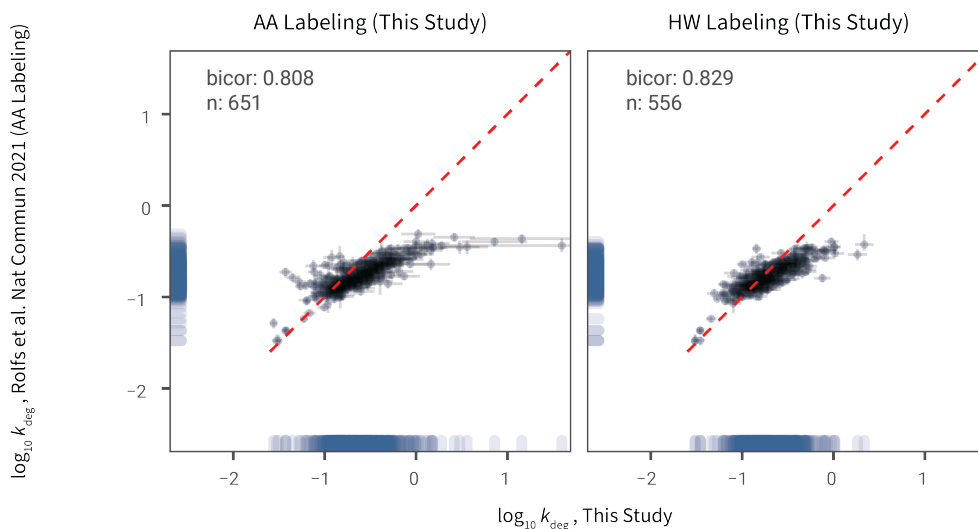 AA Labeling (This Study)
HW Labeling (This Study)
log10 kdeg , Rolfs et al. Nat Commun 2021 (AA Labeling)
bicor: 0.808
n: 651
bicor: 0.829
n: 556
1
0
−1
−2
−2
−1
0
1
−2
−1
0
1
log10 kdeg , This Study